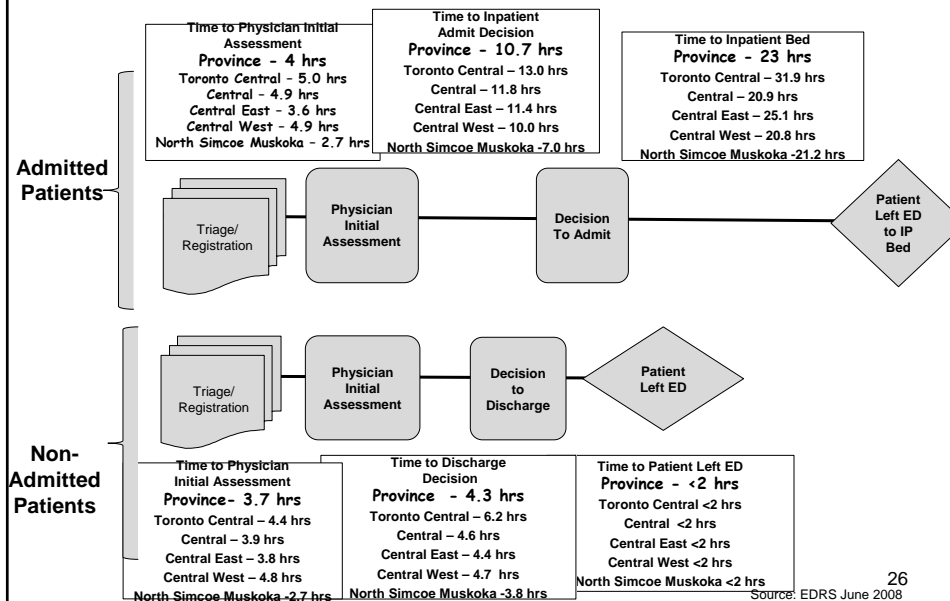 Time to Physician Initial
Assessment
Province - 4 hrs
Toronto Central - 5.0 hrs
Central - 4.9 hrs
Central East - 3.6 hrs
Central West - 4.9 hrs
North Simcoe Muskoka - 2.7 hrs
Time to Inpatient
Admit Decision
Province - 10.7 hrs
Toronto Central – 13.0 hrs
Central – 11.8 hrs
Central East – 11.4 hrs
Central West – 10.0 hrs
North Simcoe Muskoka -7.0 hrs
Time to Inpatient Bed
Province - 23 hrs
Toronto Central – 31.9 hrs
Central – 20.9 hrs
Central East – 25.1 hrs
Central West – 20.8 hrs
North Simcoe Muskoka -21.2 hrs
Admitted
Patients
Triage/
Registration
Physician
Initial
Assessment
Decision
To Admit
Patient
Left ED
to IP
Bed
Non-
Admitted
Patients
Triage/
Registration
Physician
Initial
Assessment
Decision
to
Discharge
Patient
Left ED
Time to Physician
Initial Assessment
Province- 3.7 hrs
Toronto Central – 4.4 hrs
Central – 3.9 hrs
Central East – 3.8 hrs
Central West – 4.8 hrs
North Simcoe Muskoka -2.7 hrs
Time to Discharge
Decision
Province - 4.3 hrs
Toronto Central – 6.2 hrs
Central – 4.6 hrs
Central East – 4.4 hrs
Central West – 4.7 hrs
North Simcoe Muskoka -3.8 hrs
Time to Patient Left ED
Province - <2 hrs
Toronto Central <2 hrs
Central <2 hrs
Central East <2 hrs
Central West <2 hrs
North Simcoe Muskoka <2 hrs
26
Source: EDRS June 2008